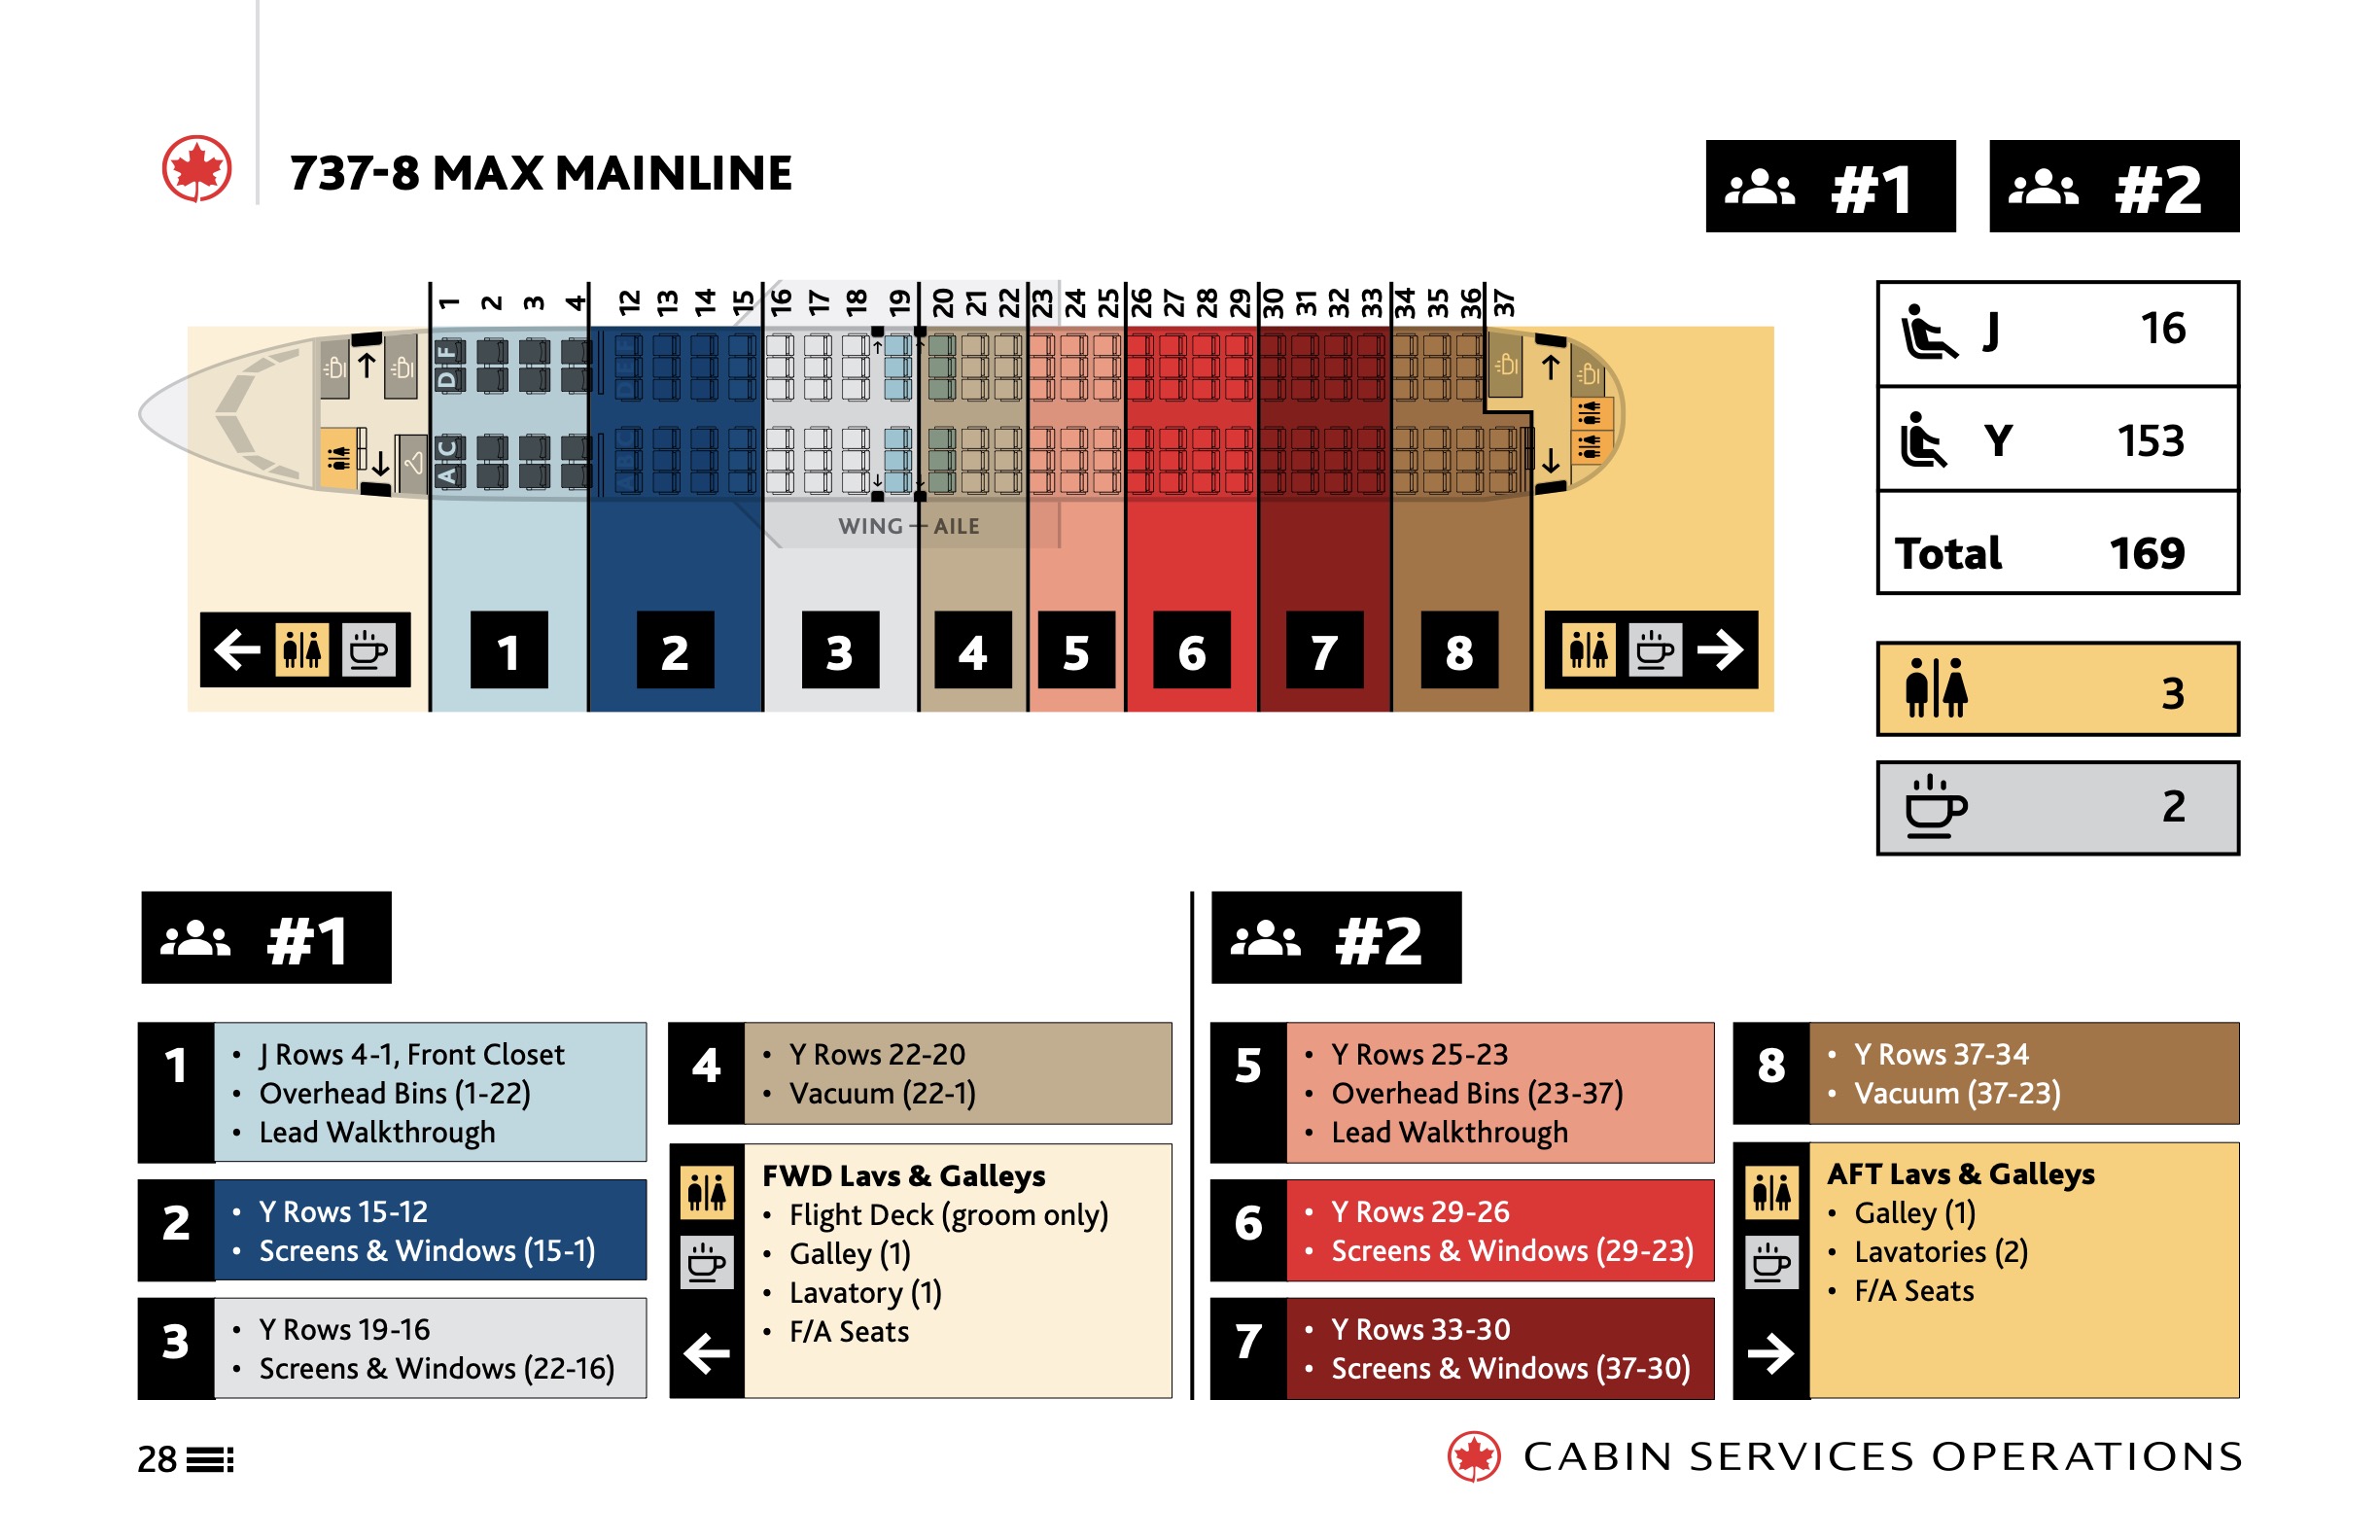 737-8 MAX MAINLINE
#1
#2
1 2 3 4 12 13 14 15 16 17 18 19 20 21 22 23 24 25 26 27 28 29 30 31 32 33 34 35 36 37
DF
DEF
AC
ABC
WING – AILE
1 2 3 4 5 6 7 8
J 16
Y 153
Total 169
3
2
#1
1
• J Rows 4-1, Front Closet
• Overhead Bins (1-22)
• Lead Walkthrough
2
• Y Rows 15-12
• Screens & Windows (15-1)
3
• Y Rows 19-16
• Screens & Windows (22-16)
4
• Y Rows 22-20
• Vacuum (22-1)
FWD Lavs & Galleys
• Flight Deck (groom only)
• Galley (1)
• Lavatory (1)
• F/A Seats
#2
5
• Y Rows 25-23
• Overhead Bins (23-37)
• Lead Walkthrough
6
• Y Rows 29-26
• Screens & Windows (29-23)
7
• Y Rows 33-30
• Screens & Windows (37-30)
8
• Y Rows 37-34
• Vacuum (37-23)
AFT Lavs & Galleys
• Galley (1)
• Lavatories (2)
• F/A Seats
28
CABIN SERVICES OPERATIONS